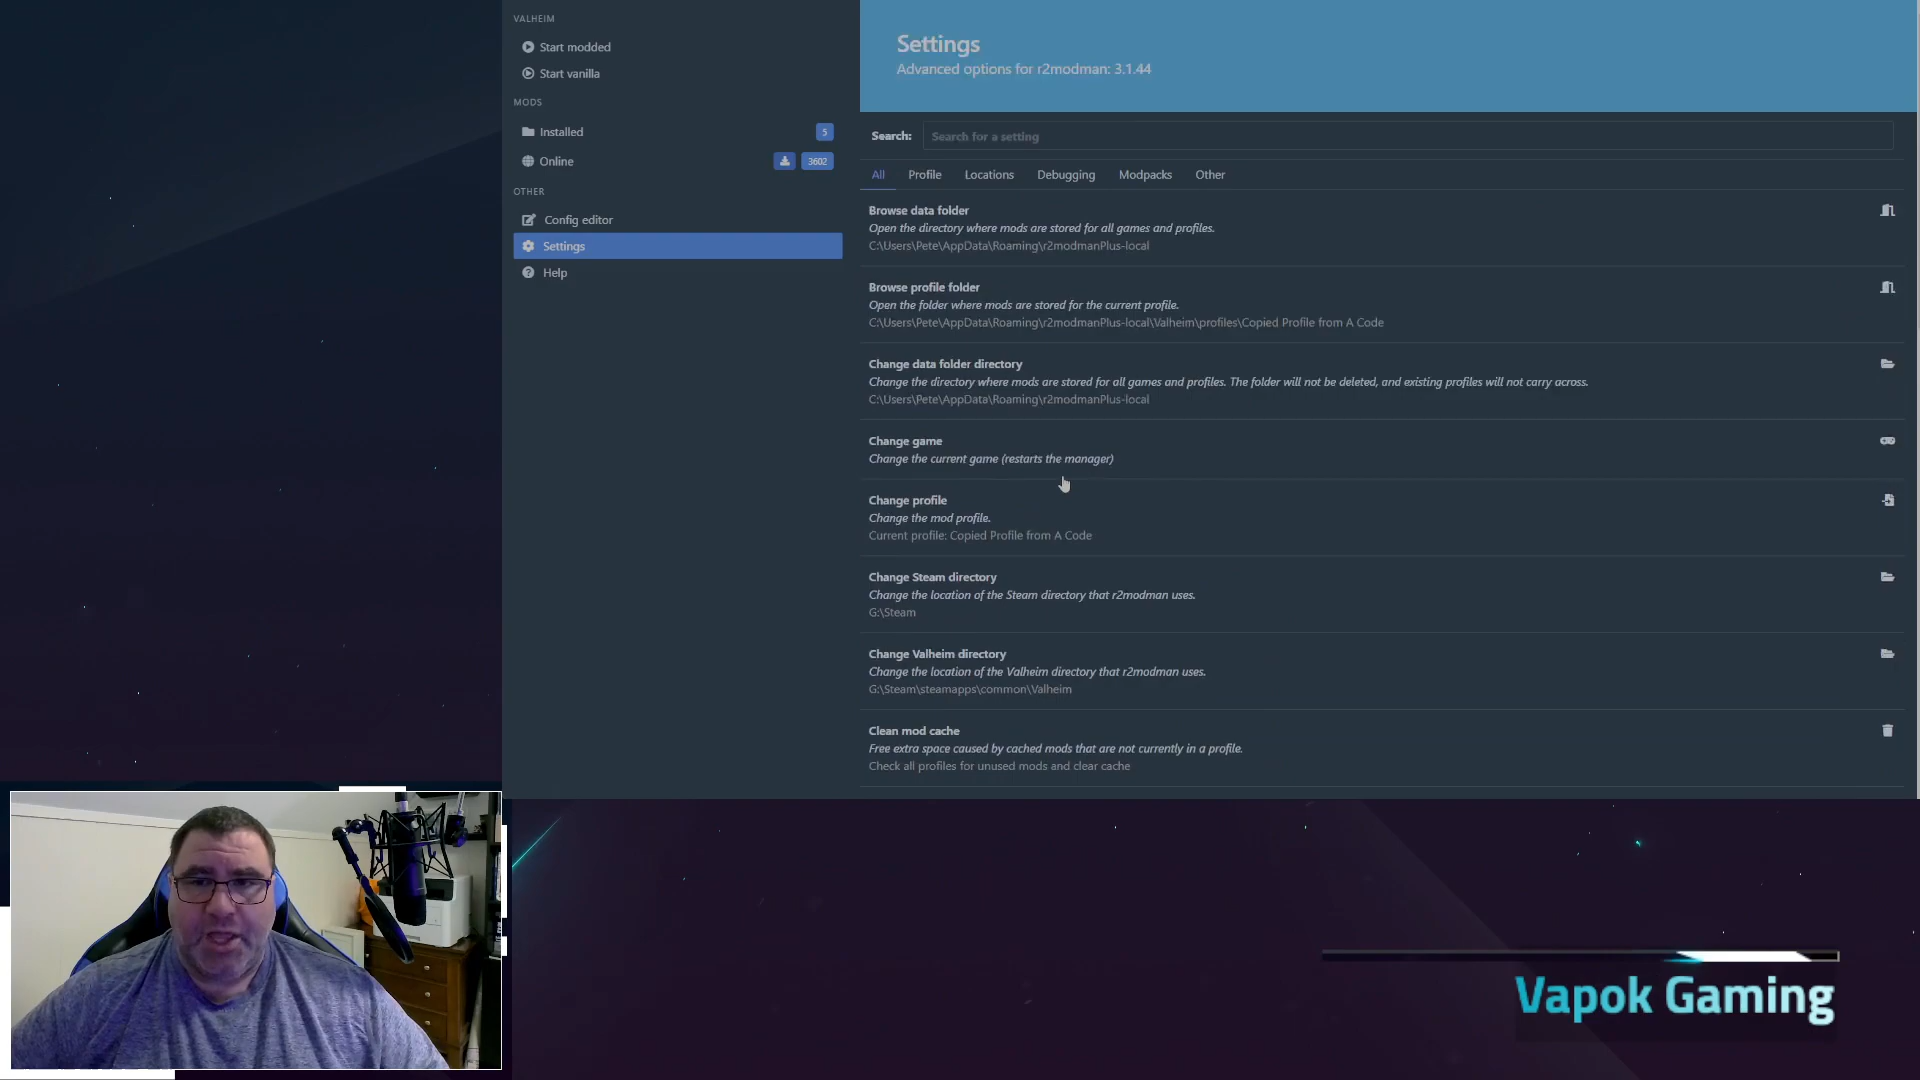 VALHEIM
Start modded
Start vanilla
MODS
Installed
5
Online
3602
OTHER
Config editor
Settings
Help
Settings
Advanced options for r2modman: 3.1.44
Search:
Search for a setting
All
Profile
Locations
Debugging
Modpacks
Other
Browse data folder
Open the directory where mods are stored for all games and profiles.
C:\Users\Pete\AppData\Roaming\r2modmanPlus-local
Browse profile folder
Open the folder where mods are stored for the current profile.
C:\Users\Pete\AppData\Roaming\r2modmanPlus-local\Valheim\profiles\Copied Profile from A Code
Change data folder directory
Change the directory where mods are stored for all games and profiles. The folder will not be deleted, and existing profiles will not carry across.
C:\Users\Pete\AppData\Roaming\r2modmanPlus-local
Change game
Change the current game (restarts the manager)
Change profile
Change the mod profile.
Current profile: Copied Profile from A Code
Change Steam directory
Change the location of the Steam directory that r2modman uses.
G:\Steam
Change Valheim directory
Change the location of the Valheim directory that r2modman uses.
G:\Steam\steamapps\common\Valheim
Clean mod cache
Free extra space caused by cached mods that are not currently in a profile.
Check all profiles for unused mods and clear cache
Vapok Gaming